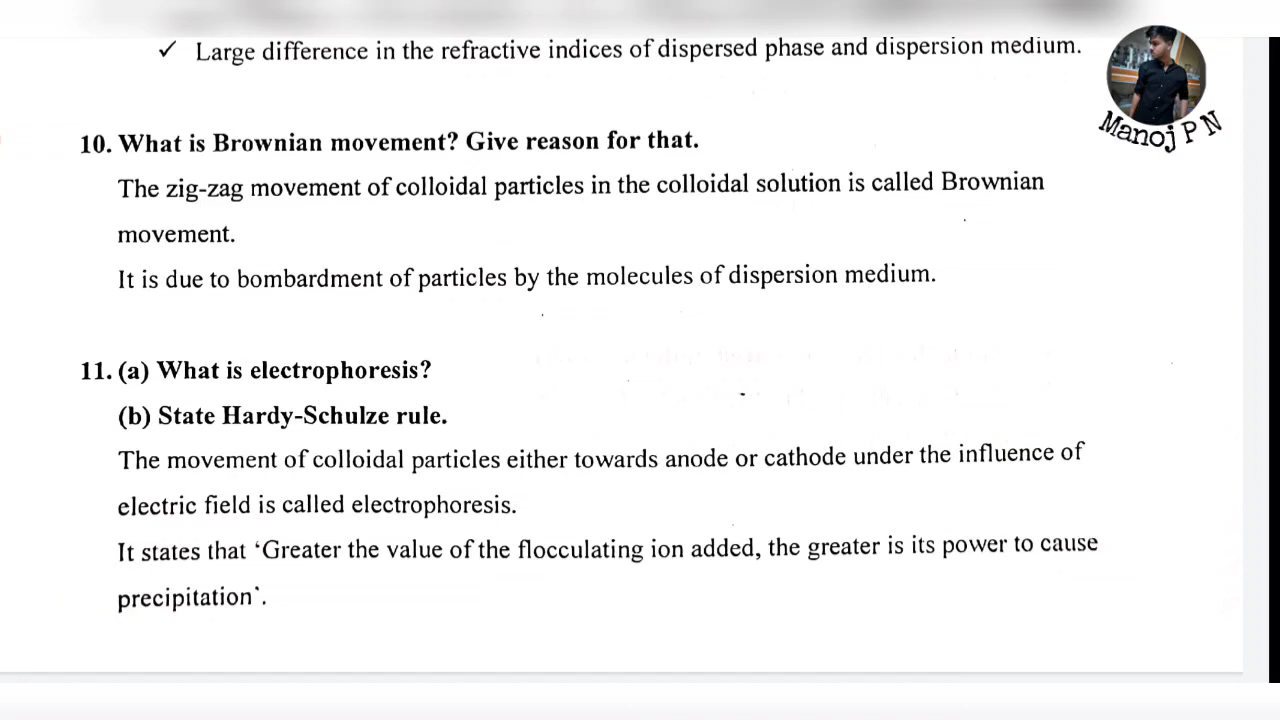 ✓ Large difference in the refractive indices of dispersed phase and dispersion medium.
Manoj P N
10. What is Brownian movement? Give reason for that.
The zig-zag movement of colloidal particles in the colloidal solution is called Brownian
movement.
It is due to bombardment of particles by the molecules of dispersion medium.
11. (a) What is electrophoresis?
(b) State Hardy-Schulze rule.
The movement of colloidal particles either towards anode or cathode under the influence of
electric field is called electrophoresis.
It states that ‘Greater the value of the flocculating ion added, the greater is its power to cause
precipitation’.